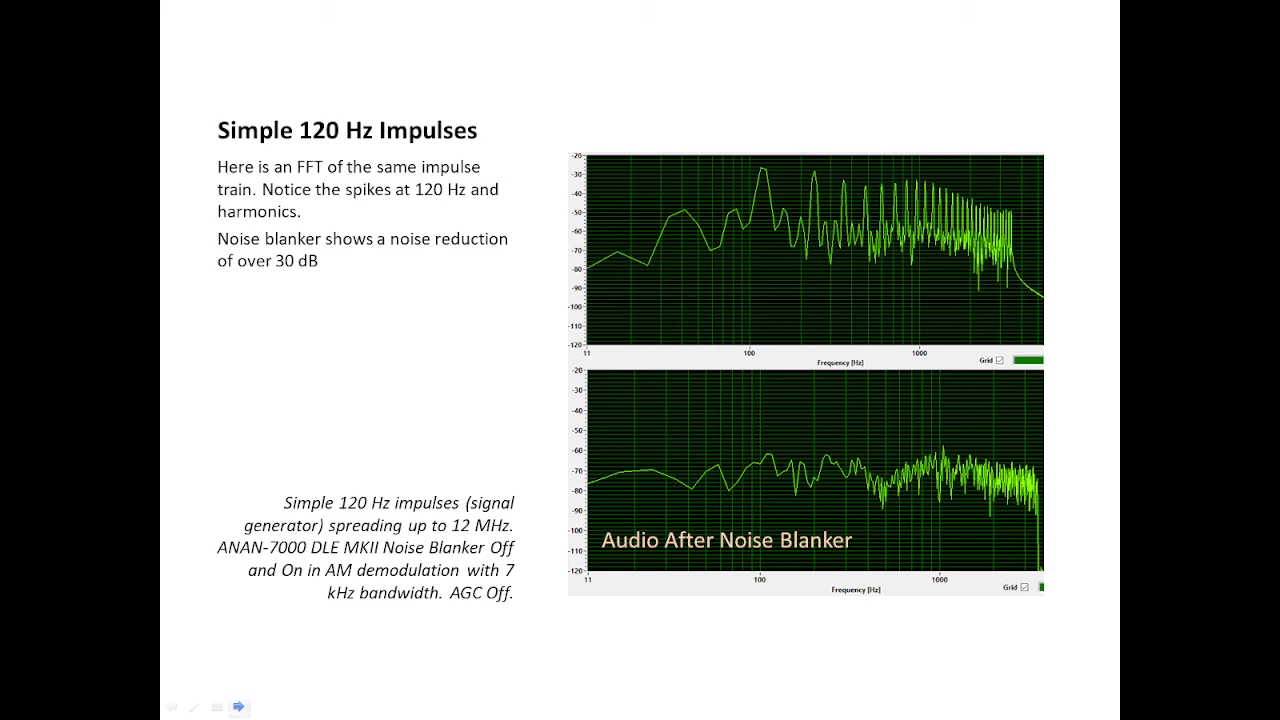 Simple 120 Hz Impulses
Here is an FFT of the same impulse
train. Notice the spikes at 120 Hz and
harmonics.
Noise blanker shows a noise reduction
of over 30 dB
Simple 120 Hz impulses (signal
generator) spreading up to 12 MHz.
ANAN-7000 DLE MKII Noise Blanker Off
and On in AM demodulation with 7
kHz bandwidth. AGC Off.
-20
-30
-40
-50
-60
-70
-80
-90
-100
-110
-120
11 100 1000
Frequency [Hz]
Grid
-20
-30
-40
-50
-60
-70
-80
-90
-100
-110
-120
Audio After Noise Blanker
11 100 1000
Frequency [Hz]
Grid